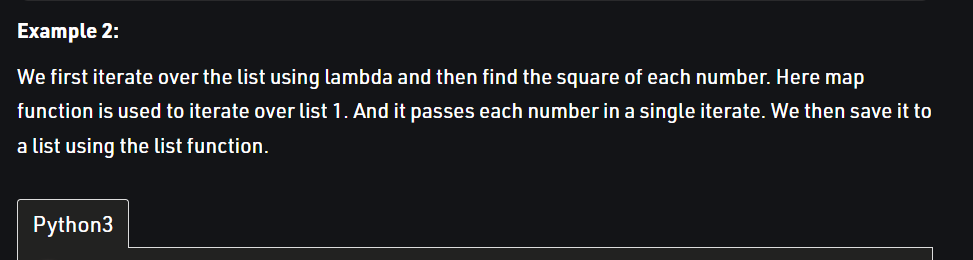 Example 2:
We first iterate over the list using lambda and then find the square of each number. Here map
function is used to iterate over list 1. And it passes each number in a single iterate. We then save it to
a list using the list function.
Python3